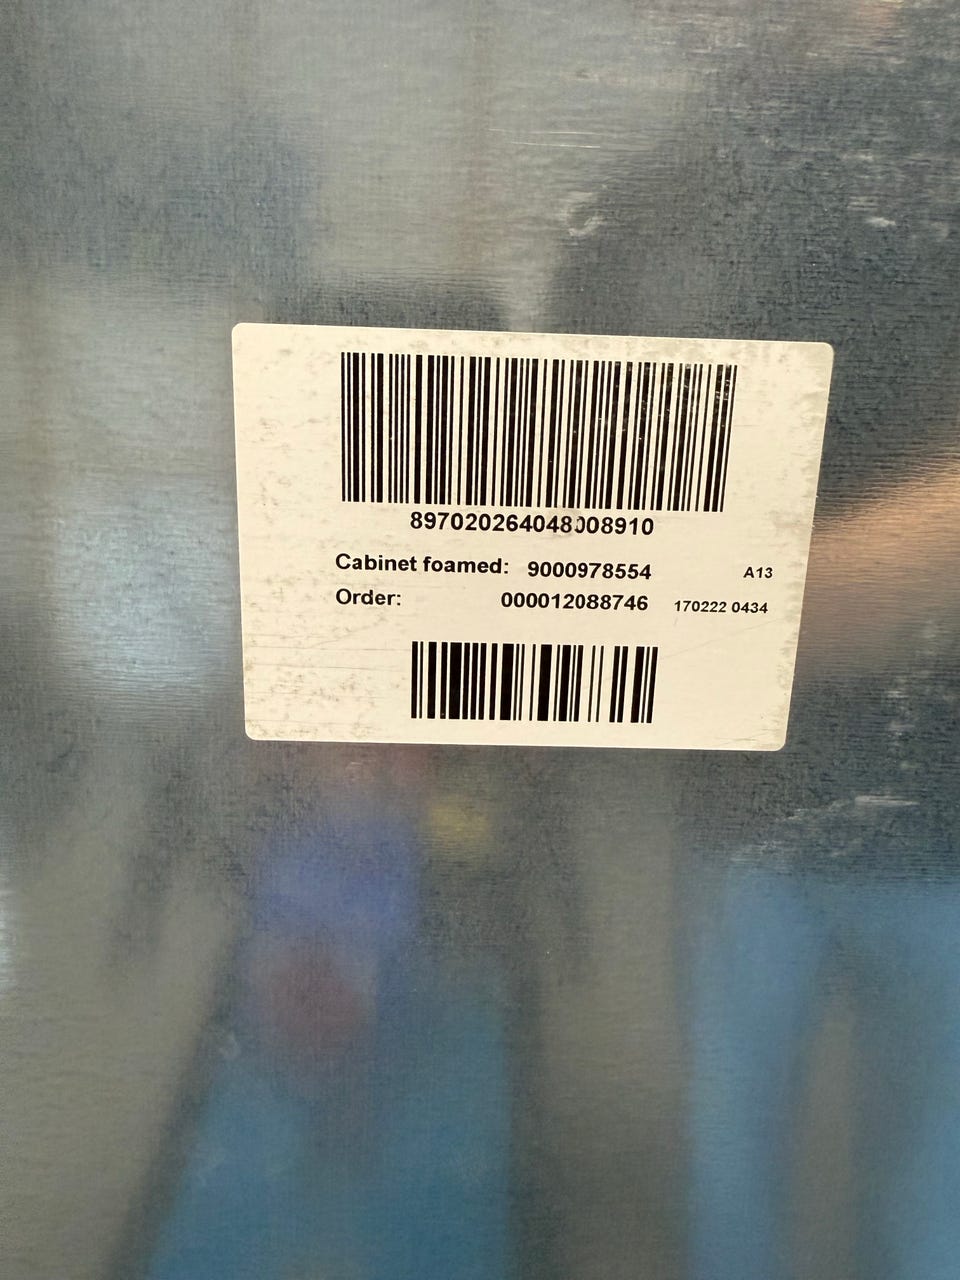 897020264048008910
Cabinet foamed: 9000978554 A13
Order: 000012088746 170222 0434